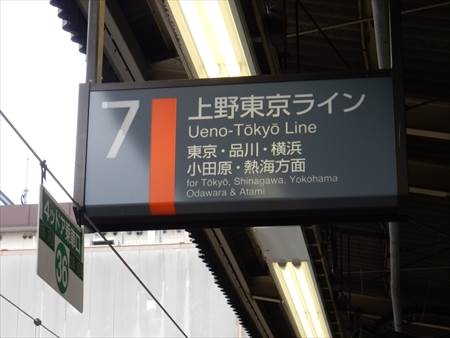 7
上野東京ライン
Ueno-Tōkyō Line
東京・品川・横浜
小田原・熱海方面
for Tōkyō, Shinagawa, Yokohama
Odawara & Atami
36